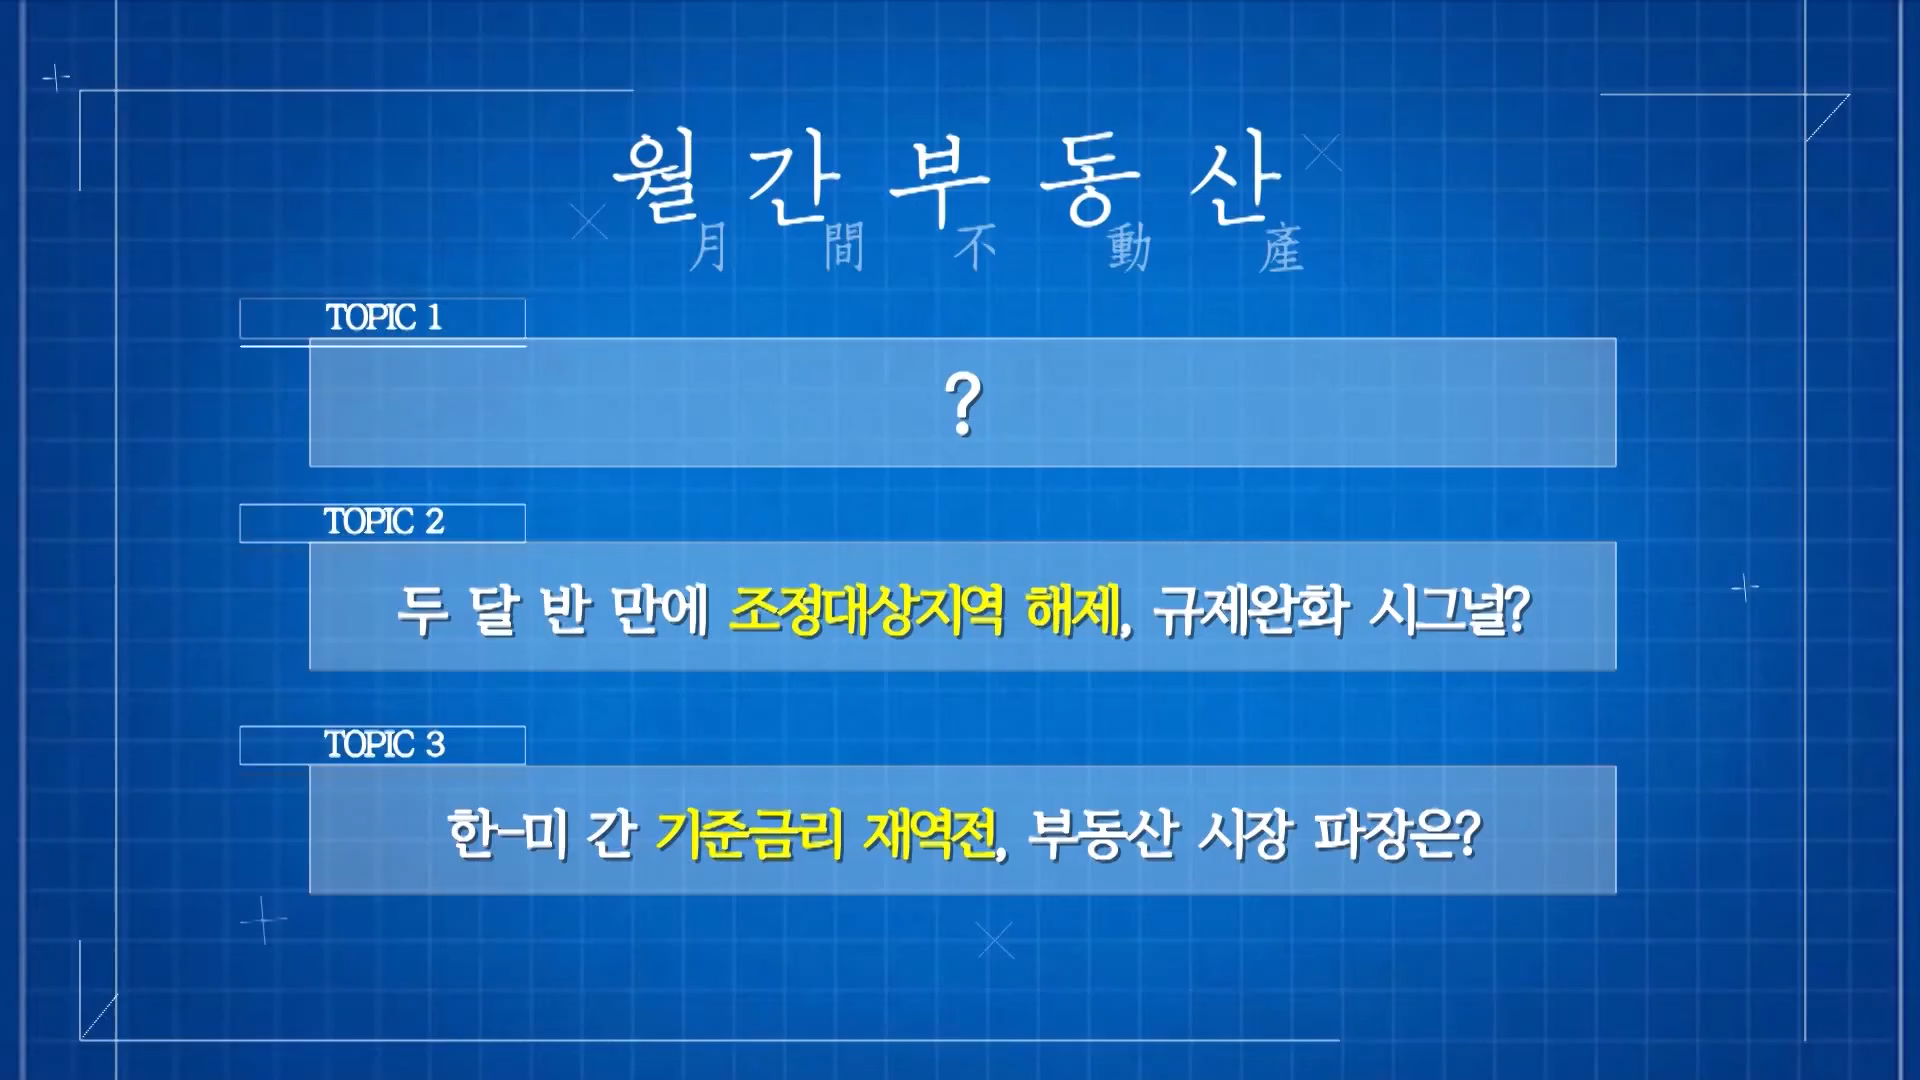 월간부동산
月間不動産
TOPIC 1
?
TOPIC 2
두 달 반 만에 조정대상지역 해제, 규제완화 시그널?
TOPIC 3
한-미 간 기준금리 재역전, 부동산 시장 파장은?